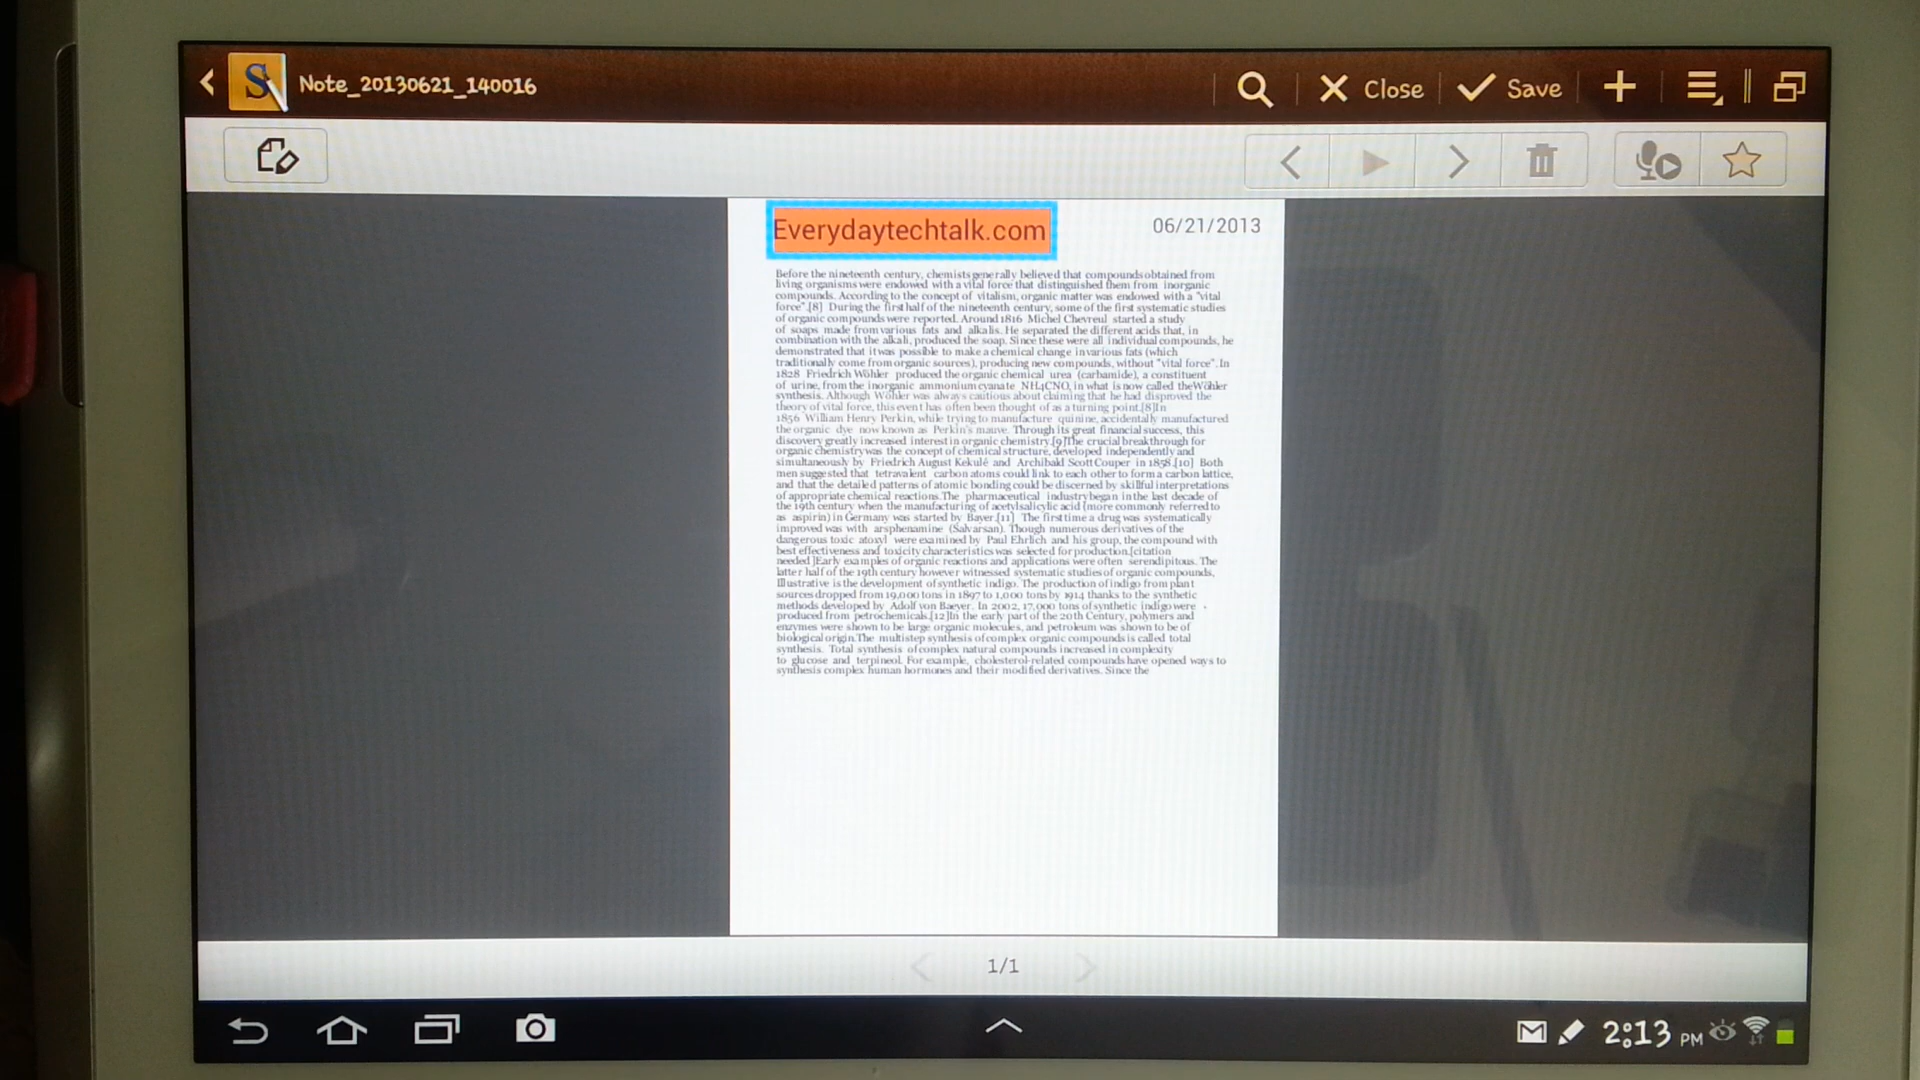 Note_20130621_140016
Close
Save
Everydaytechtalk.com
06/21/2013
Before the nineteenth century, chemists generally believed that compounds obtained from
living organisms were endowed with a vital force that distinguished them from inorganic
compounds. According to the concept of vitalism, organic matter was endowed with a "vital
force".[8] During the first half of the nineteenth century, some of the first systematic studies
of organic compounds were reported. Around 1816 Michel Chevreul started a study
of soaps made from various fats and alkalis. He separated the different acids that, in
combination with the alkali, produced the soap. Since these were all individual compounds, he
demonstrated that it was possible to make a chemical change in various fats (which
traditionally come from organic sources), producing new compounds, without "vital force".In
1828 Friedrich Wöhler produced the organic chemical urea (carbamide), a constituent
of urine, from the inorganic ammonium cyanate NH4CNO, in what is now called the Wöhler
synthesis. Although Wöhler was always cautious about claiming that he had disproved the
theory of vital force, this event has often been thought of as a turning point.[8]In
1856 William Henry Perkin, while trying to manufacture quinine, accidentally manufactured
the organic dye now known as Perkin's mauve. Through its great financial success, this
discovery greatly increased interest in organic chemistry.[9]The crucial breakthrough for
organic chemistry was the concept of chemical structure, developed independently and
simultaneously by Friedrich August Kekulé and Archibald Scott Couper in 1858.[10] Both
men suggested that tetravalent carbon atoms could link to each other to form a carbon lattice,
and that the detailed patterns of atomic bonding could be discerned by skillful interpretations
of appropriate chemical reactions.The pharmaceutical industry began in the last decade of
the 19th century when the manufacturing of acetylsalicylic acid (more commonly referred to
as aspirin) in Germany was started by Bayer.[11] The first time a drug was systematically
improved was with arsphenamine (Salvarsan). Though numerous derivatives of the
dangerous toxic atoxyl were examined by Paul Ehrlich and his group, the compound with
best effectiveness and toxicity characteristics was selected for production.[citation
needed]Early examples of organic reactions and applications were often serendipitous. The
latter half of the 19th century however witnessed systematic studies of organic compounds,
Illustrative is the development of synthetic indigo. The production of indigo from plant
sources dropped from 19,000 tons in 1897 to 1,000 tons by 1914 thanks to the synthetic
methods developed by Adolf von Baeyer. In 2002, 17,000 tons of synthetic indigo were
produced from petrochemicals.[12]In the early part of the 20th Century, polymers and
enzymes were shown to be large organic molecules, and petroleum was shown to be of
biological origin.The multistep synthesis of complex organic compounds is called total
synthesis. Total synthesis of complex natural compounds increased in complexity
to glucose and terpineol. For example, cholesterol-related compounds have opened ways to
synthesis complex human hormones and their modified derivatives. Since the
1/1
2:13 PM